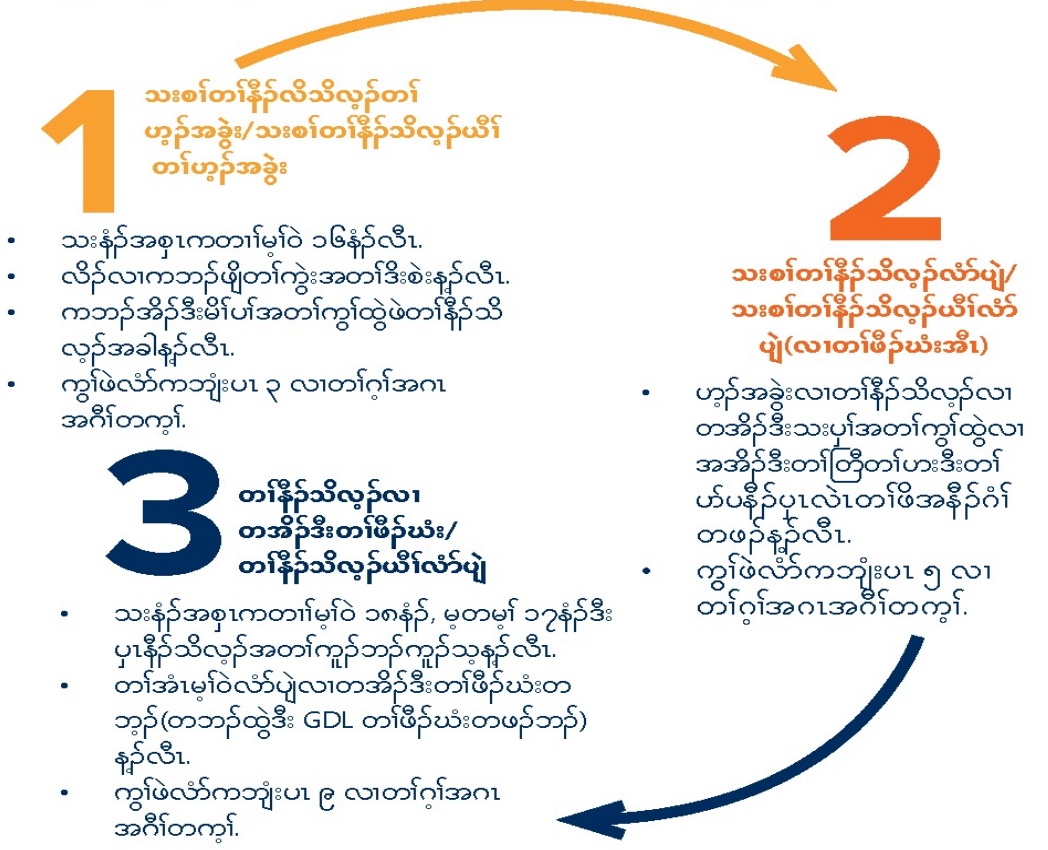 1
သးစၢ်တၢ်နီၣ်လိသိလ့ၣ်တၢ်
ဟ့ၣ်အခွဲး/သးစၢ်တၢ်နီၣ်သိလ့ၣ်ယီၢ်
တၢ်ဟ့ၣ်အခွဲး
• သးနံၣ်အစှၤကတၢၢ်မ့ၢ်ဝဲ ၁၆နံၣ်လီၤ.
• လိၣ်လၢကဘၣ်ဖျိတၢ်ကွဲးအတၢ်ဒိးစဲးန့ၣ်လီၤ.
• ကဘၣ်အိၣ်ဒီးမိၢ်ပၢ်အတၢ်ကွၢ်ထွဲဖဲတၢ်နီၣ်သိ
လ့ၣ်အခါန့ၣ်လီၤ.
• ကွၢ်ဖဲလံာ်ကဘျံးပၤ ၃ လၢတၢ်ဂ့ၢ်အဂၤ
အဂီၢ်တက့ၢ်.
2
သးစၢ်တၢ်နီၣ်သိလ့ၣ်လံာ်ပျဲ/
သးစၢ်တၢ်နီၣ်သိလ့ၣ်ယီၢ်လံာ်
ပျဲ(လၢတၢ်ဖီၣ်ဃံးအီၤ)
• ဟ့ၣ်အခွဲးလၢတၢ်နီၣ်သိလ့ၣ်လၢ
တအိၣ်ဒီးသးပှၢ်အတၢ်ကွၢ်ထွဲလၢ
အအိၣ်ဒီးတၢ်တြီတၢ်ဟးဒီးတၢ်
ဟ်ပနီၣ်ပှၤလဲၤတၢ်ဖိအနီၣ်ဂံၢ်
တဖၣ်န့ၣ်လီၤ.
• ကွၢ်ဖဲလံာ်ကဘျံးပၤ ၅ လၢ
တၢ်ဂ့ၢ်အဂၤအဂီၢ်တက့ၢ်.
3
တၢ်နီၣ်သိလ့ၣ်လၢ
တအိၣ်ဒီးတၢ်ဖီၣ်ဃံး/
တၢ်နီၣ်သိလ့ၣ်ယီၢ်လံာ်ပျဲ
• သးနံၣ်အစှၤကတၢၢ်မ့ၢ်ဝဲ ၁၈နံၣ်, မ့တမ့ၢ် ၁၇နံၣ်ဒီး
ပှၤနီၣ်သိလ့ၣ်အတၢ်ကူၣ်ဘၣ်ကူၣ်သ့န့ၣ်လီၤ.
• တၢ်အံၤမ့ၢ်ဝဲလံာ်ပျဲလၢတအိၣ်ဒီးတၢ်ဖီၣ်ဃံးတ
ဘ့ၣ်(တဘၣ်ထွဲဒီး GDL တၢ်ဖီၣ်ဃံးတဖၣ်ဘၣ်)
န့ၣ်လီၤ.
• ကွၢ်ဖဲလံာ်ကဘျံးပၤ ၉ လၢတၢ်ဂ့ၢ်အဂၤ
အဂီၢ်တက့ၢ်.